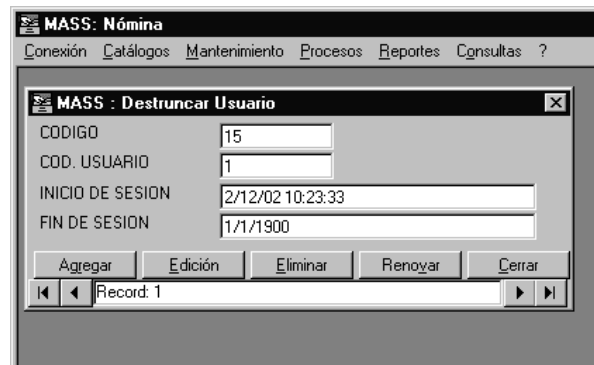 MASS: Nómina
Conexión Catálogos Mantenimiento Procesos Reportes Consultas ?
MASS : Destruncar Usuario
CODIGO 15
COD. USUARIO 1
INICIO DE SESION 2/12/02 10:23:33
FIN DE SESION 1/1/1900
Agregar Edición Eliminar Renovar Cerrar
Record: 1